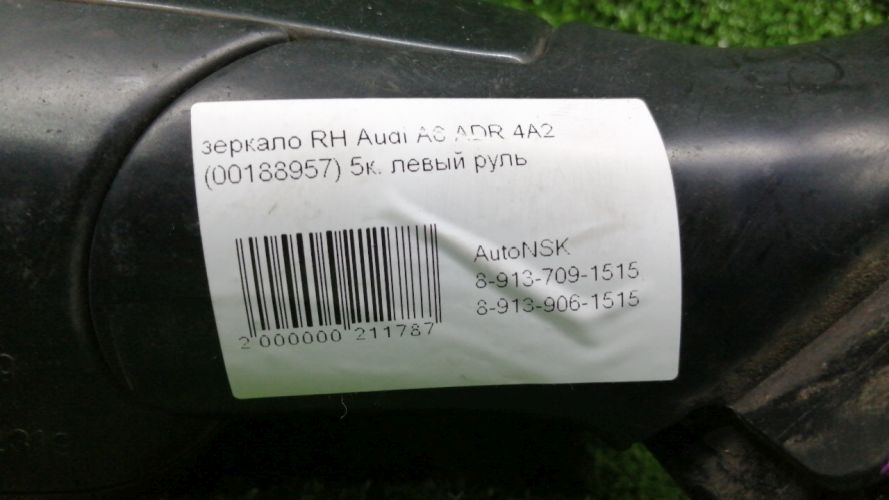 зеркало RH Audi A6 ADR 4A2
(00188957) 5к. левый руль
AutoNSK
8-913-709-1515
8-913-906-1515
2 000000 211787